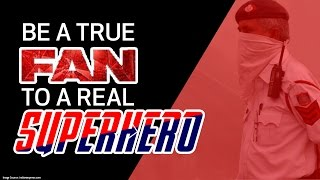 BE A TRUE
FAN
TO A REAL
SUPERHERO